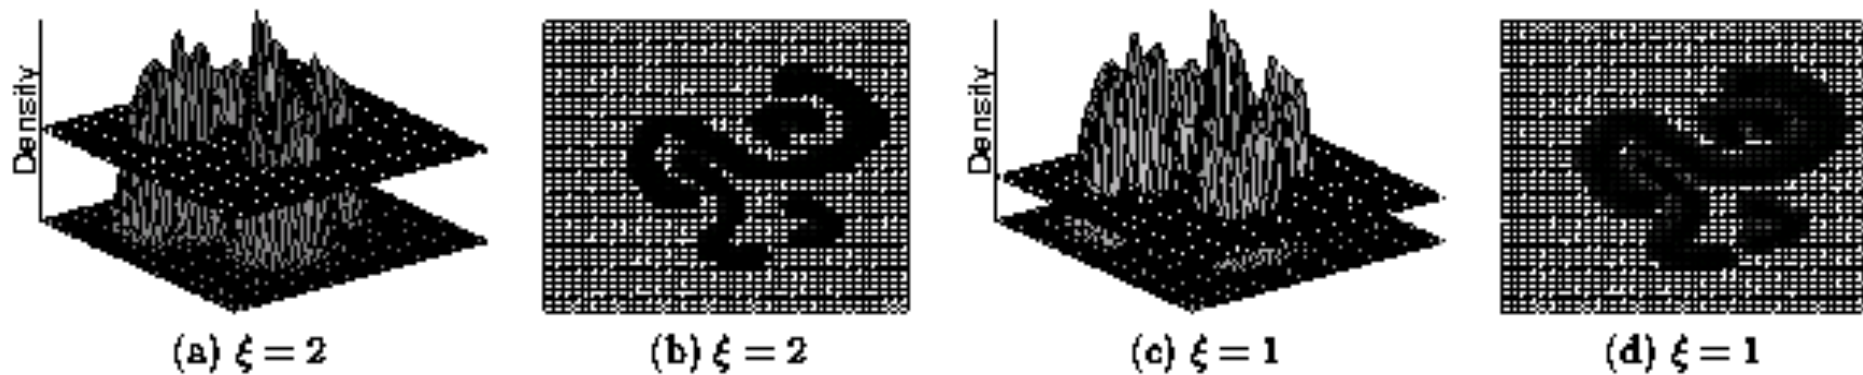 Density
(a) ξ = 2
(b) ξ = 2
Density
(c) ξ = 1
(d) ξ = 1